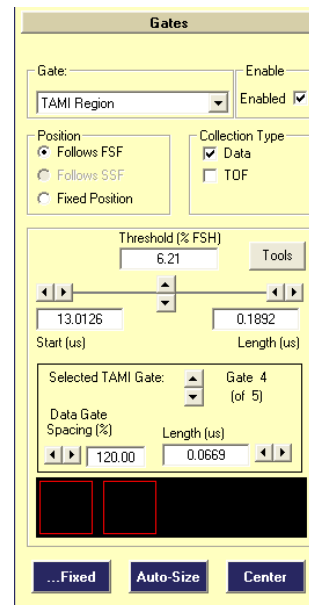 Gates
Gate:
Enable
TAMI Region
Enabled
Position
Collection Type
Follows FSF
Data
Follows SSF
TOF
Fixed Position
Threshold (% FSH)
6.21
Tools
13.0126
0.1892
Start (us)
Length (us)
Selected TAMI Gate:
Gate 4
(of 5)
Data Gate
Spacing (%)
Length (us)
120.00
0.0669
...Fixed
Auto-Size
Center